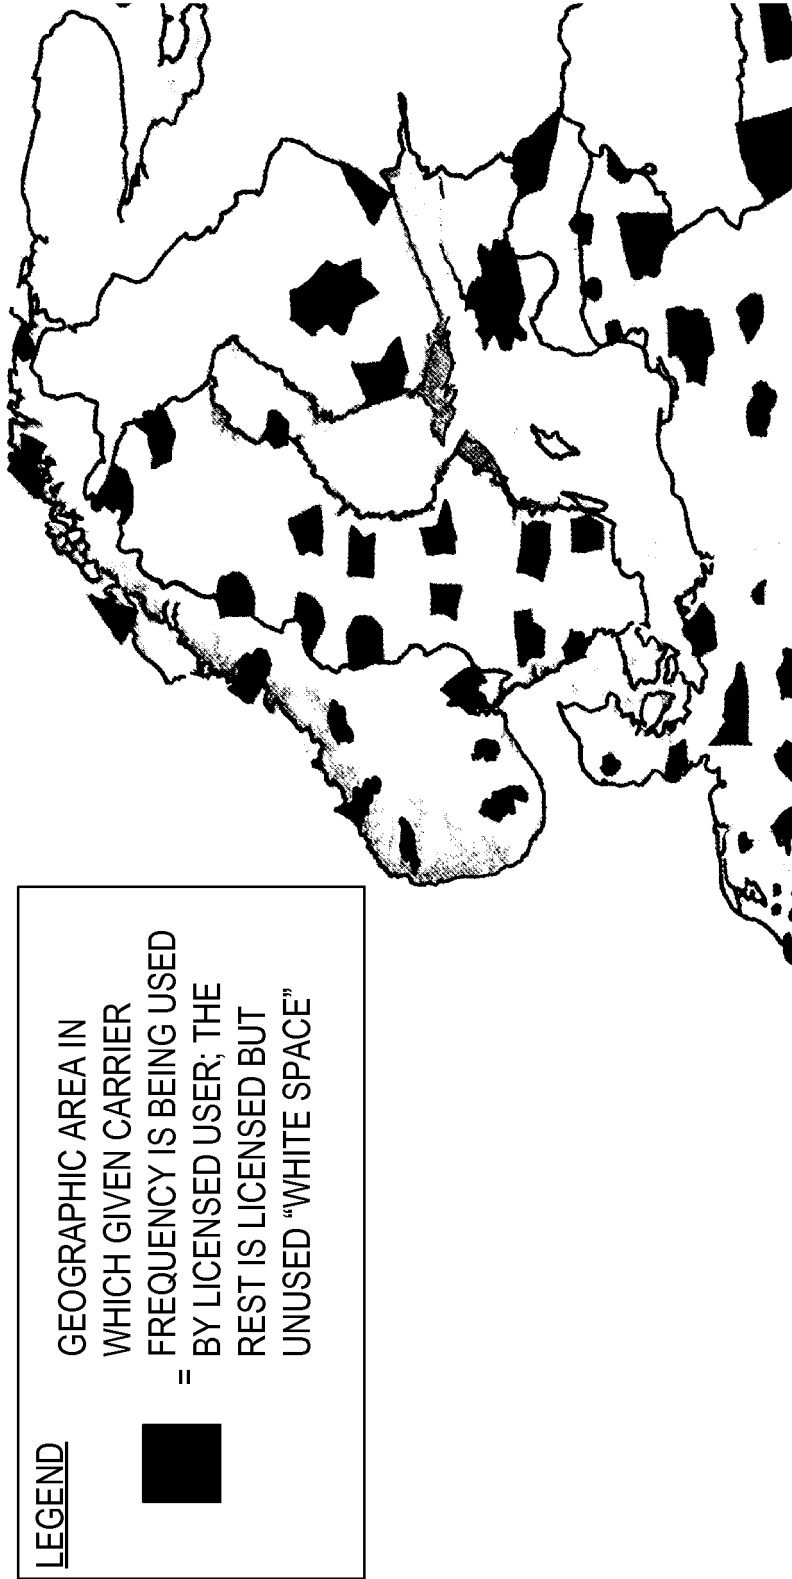 LEGEND
=
GEOGRAPHIC AREA IN
WHICH GIVEN CARRIER
FREQUENCY IS BEING USED
BY LICENSED USER; THE
REST IS LICENSED BUT
UNUSED “WHITE SPACE”